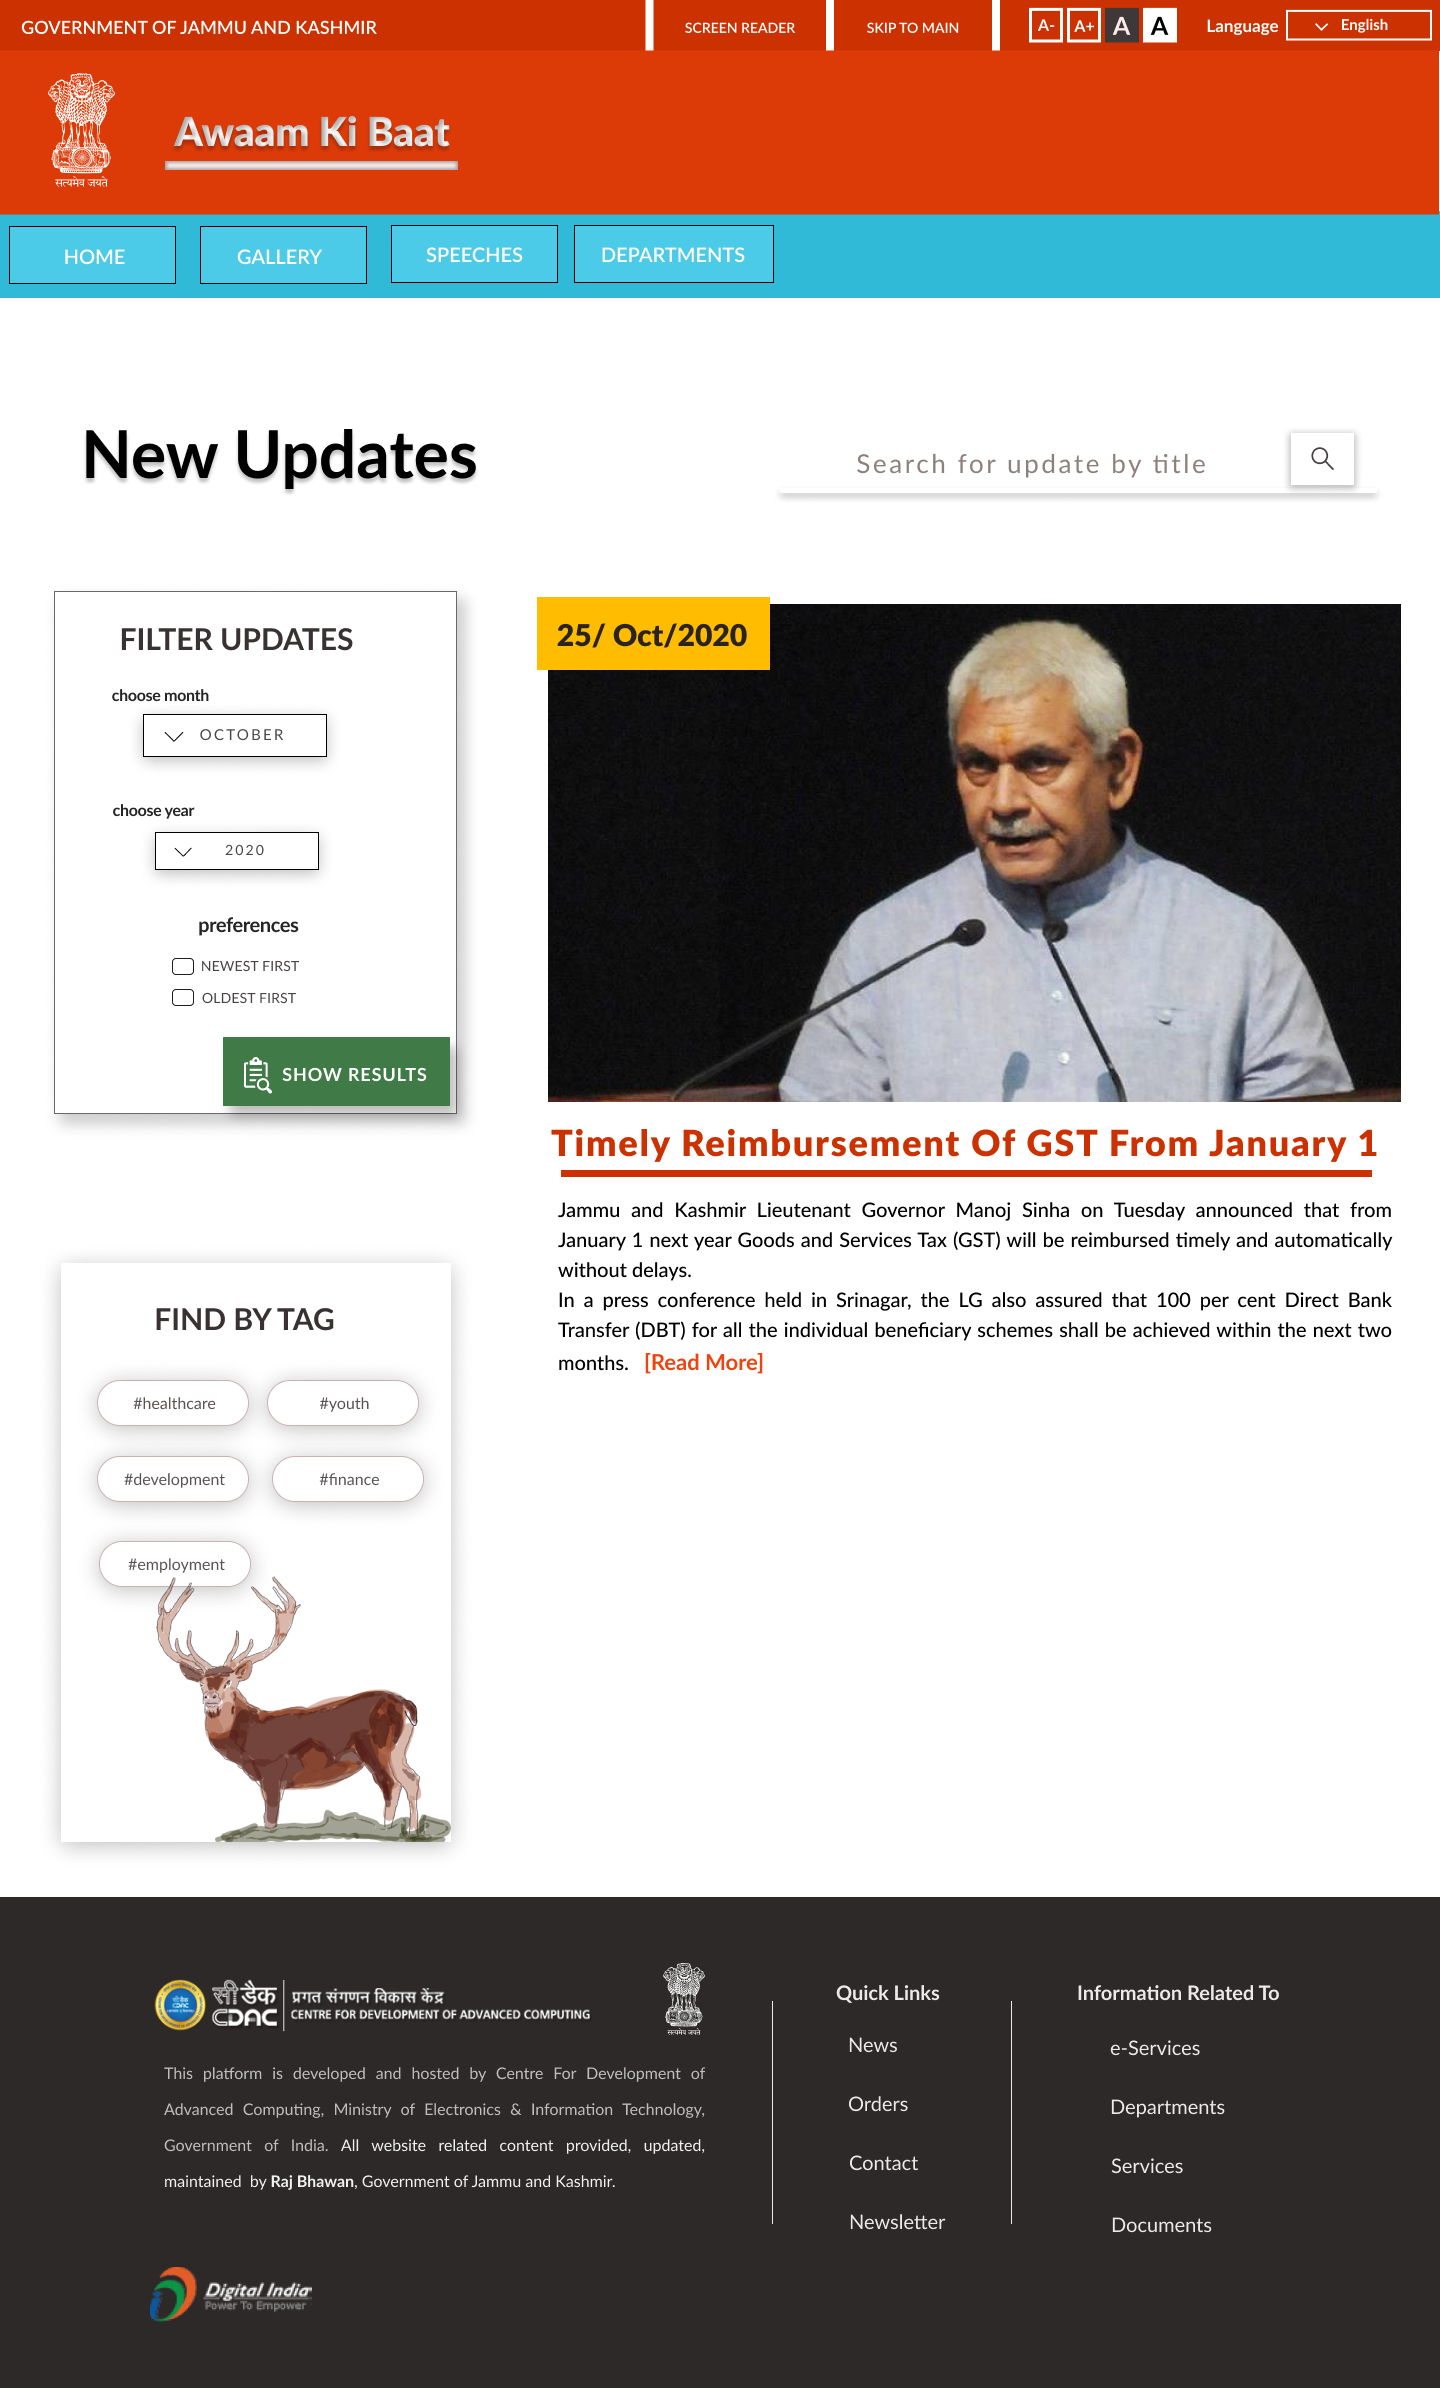 GOVERNMENT OF JAMMU AND KASHMIR
SCREEN READER
SKIP TO MAIN
A-
A+
A
A
Language
English
सत्यमेव जयते
Awaam Ki Baat
HOME
GALLERY
SPEECHES
DEPARTMENTS
New Updates
Search for update by title
FILTER UPDATES
choose month
OCTOBER
choose year
2020
preferences
NEWEST FIRST
OLDEST FIRST
SHOW RESULTS
25/ Oct/2020
Timely Reimbursement Of GST From January 1
Jammu and Kashmir Lieutenant Governor Manoj Sinha on Tuesday announced that from
January 1 next year Goods and Services Tax (GST) will be reimbursed timely and automatically
without delays.
In a press conference held in Srinagar, the LG also assured that 100 per cent Direct Bank
Transfer (DBT) for all the individual beneficiary schemes shall be achieved within the next two
months. [Read More]
FIND BY TAG
#healthcare
#youth
#development
#finance
#employment
सी डैक
CDAC
प्रगत संगणन विकास केंद्र
CENTRE FOR DEVELOPMENT OF ADVANCED COMPUTING
सत्यमेव जयते
This platform is developed and hosted by Centre For Development of
Advanced Computing, Ministry of Electronics & Information Technology,
Government of India. All website related content provided, updated,
maintained by Raj Bhawan, Government of Jammu and Kashmir.
Digital India
Power To Empower
Quick Links
News
Orders
Contact
Newsletter
Information Related To
e-Services
Departments
Services
Documents